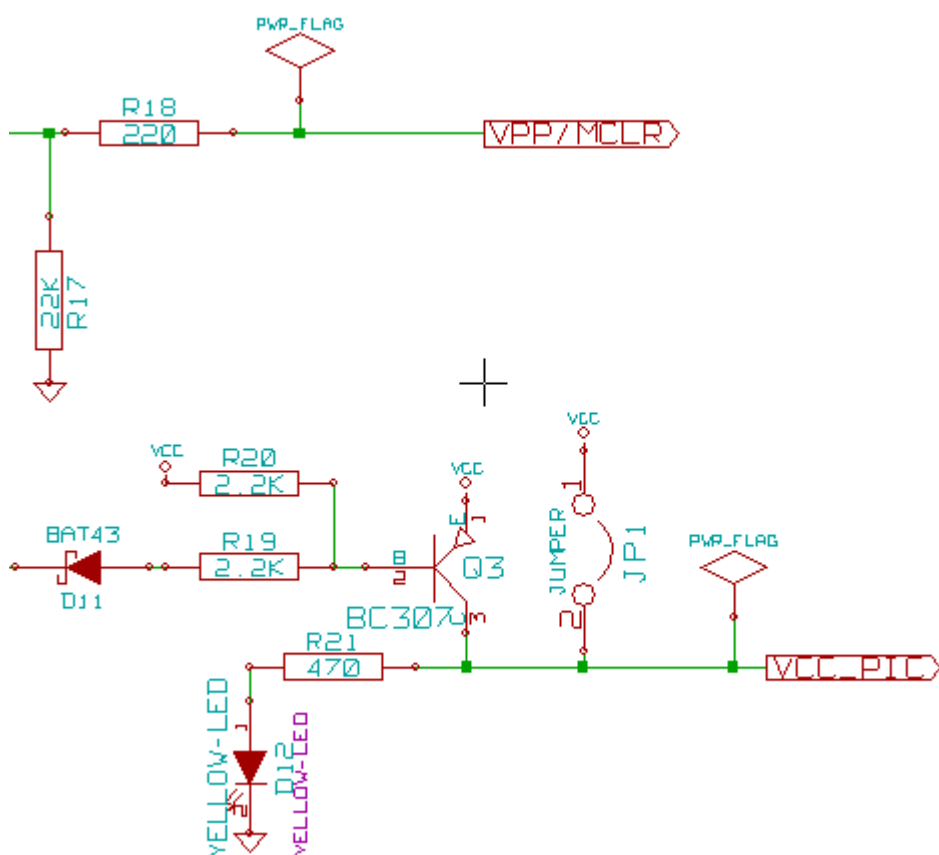 PWR_FLAG
R18
220
VPP/MCLR
22K
R17
VCC
R20
2.2K
VCC
VCC
BAT43
D11
R19
2.2K
B
2
E
1
Q3
BC307
C
3
1
JUMPER
JP1
2
PWR_FLAG
R21
470
VCC_PIC
YELLOW-LED
1
D12
2
YELLOW-LED